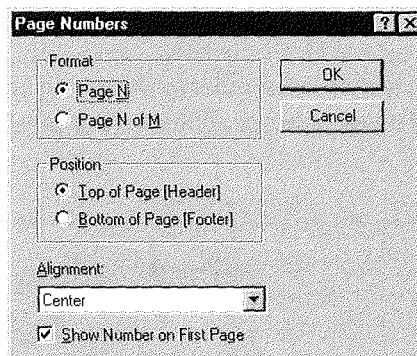 Page Numbers
Format
Page N
Page N of M
OK
Cancel
Position
Top of Page (Header)
Bottom of Page (Footer)
Alignment:
Center
Show Number on First Page